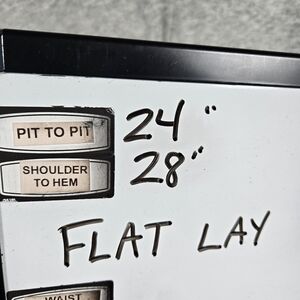 PIT TO PIT 24"
SHOULDER TO HEM 28"
FLAT LAY
WAIST